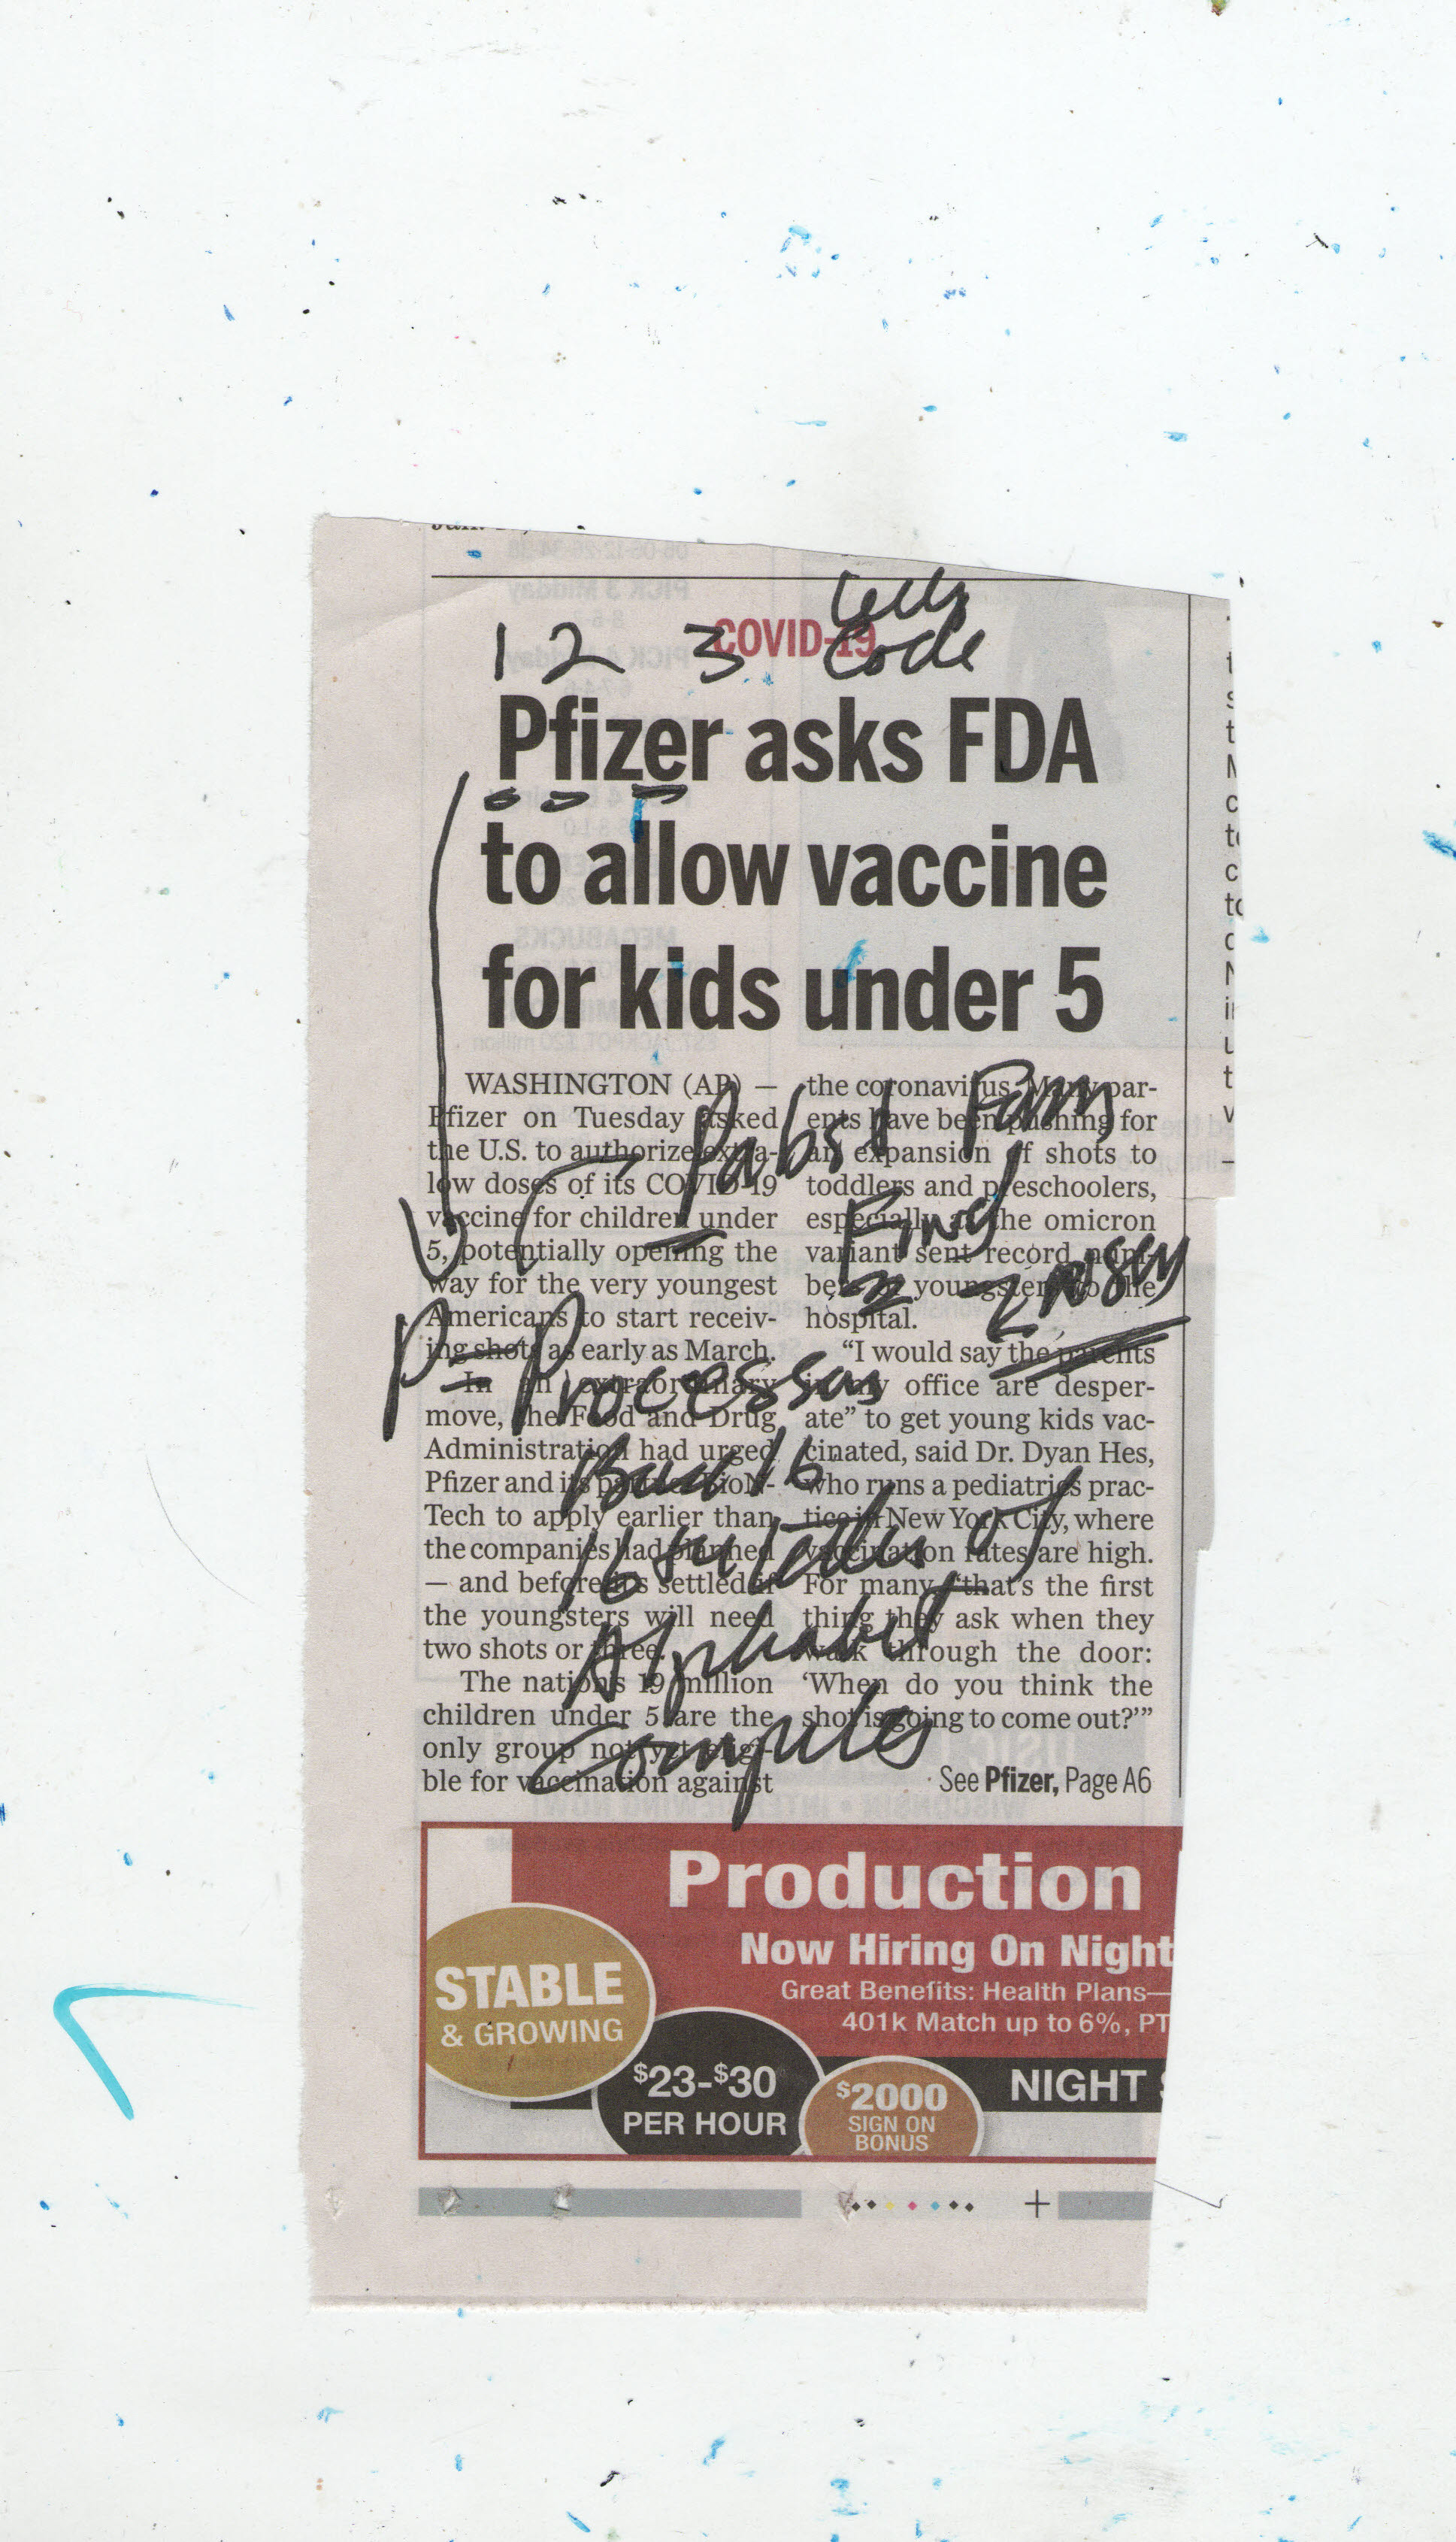 COVID-19
1 2 3
Code
Pfizer asks FDA
to allow vaccine
for kids under 5
WASHINGTON (AP) —
Pfizer on Tuesday asked
the U.S. to authorize extra-
low doses of its COVID-19
vaccine for children under
5, potentially opening the
way for the very youngest
Americans to start receiv-
ing shots as early as March.
In an extraordinary
move, the Food and Drug
Administration had urged
Pfizer and its partner BioN-
Tech to apply earlier than
the companies had planned
— and before it's settled if
the youngsters will need
two shots or three.
The nation's 19 million
children under 5 are the
only group not yet eligi-
ble for vaccination against
the coronavirus. Many par-
ents have been pushing for
an expansion of shots to
toddlers and preschoolers,
especially as the omicron
variant sent record num-
bers of youngsters to the
hospital.
“I would say the parents
in my office are desper-
ate” to get young kids vac-
cinated, said Dr. Dyan Hes,
who runs a pediatrics prac-
tice in New York City, where
vaccination rates are high.
For many, “that's the first
thing they ask when they
walk through the door:
‘When do you think the
shot is going to come out?’”
See Pfizer, Page A6
Pabst Farms
P = Processus
16
16
of
Alphabet
Computer
Production
Now Hiring On Night
Great Benefits: Health Plans—
401k Match up to 6%, PT
STABLE
& GROWING
$23-$30
PER HOUR
$2000
SIGN ON
BONUS
NIGHT